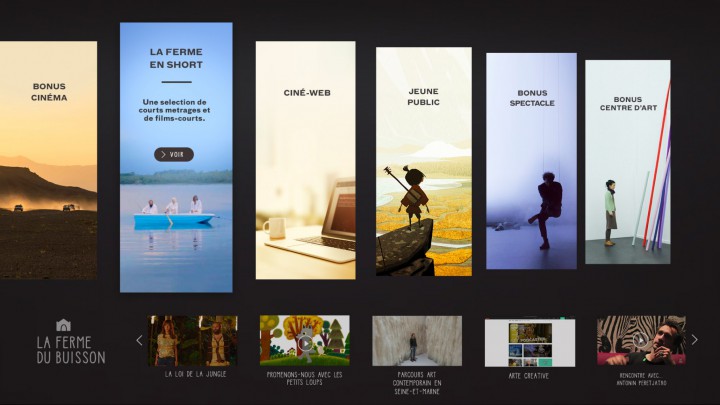 BONUS
CINÉMA
LA FERME
EN SHORT
Une selection de
courts metrages et
de films-courts.
VOIR
CINÉ-WEB
JEUNE
PUBLIC
BONUS
SPECTACLE
BONUS
CENTRE D'ART
LA FERME
DU BUISSON
LA LOI DE LA JUNGLE
PROMENONS-NOUS AVEC LES
PETITS LOUPS
PARCOURS ART
CONTEMPORAIN EN
SEINE-ET-MARNE
ARTE CREATIVE
RENCONTRE AVEC,
ANTONIN PERETJATKO